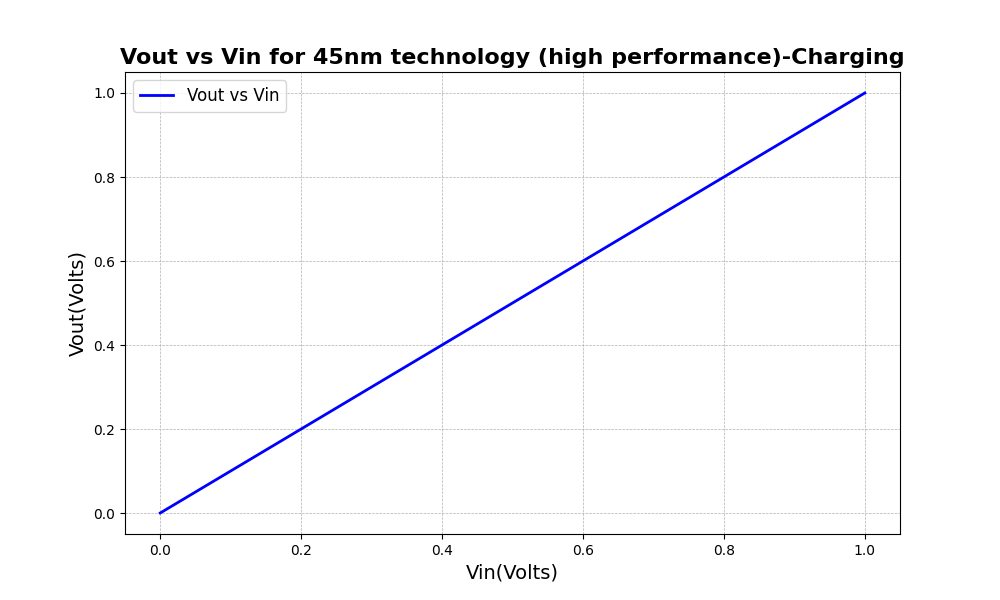 Vout vs Vin for 45nm technology (high performance)-Charging
Vout vs Vin
1.0
0.8
0.6
0.4
0.2
0.0
Vout(Volts)
0.0 0.2 0.4 0.6 0.8 1.0
Vin(Volts)